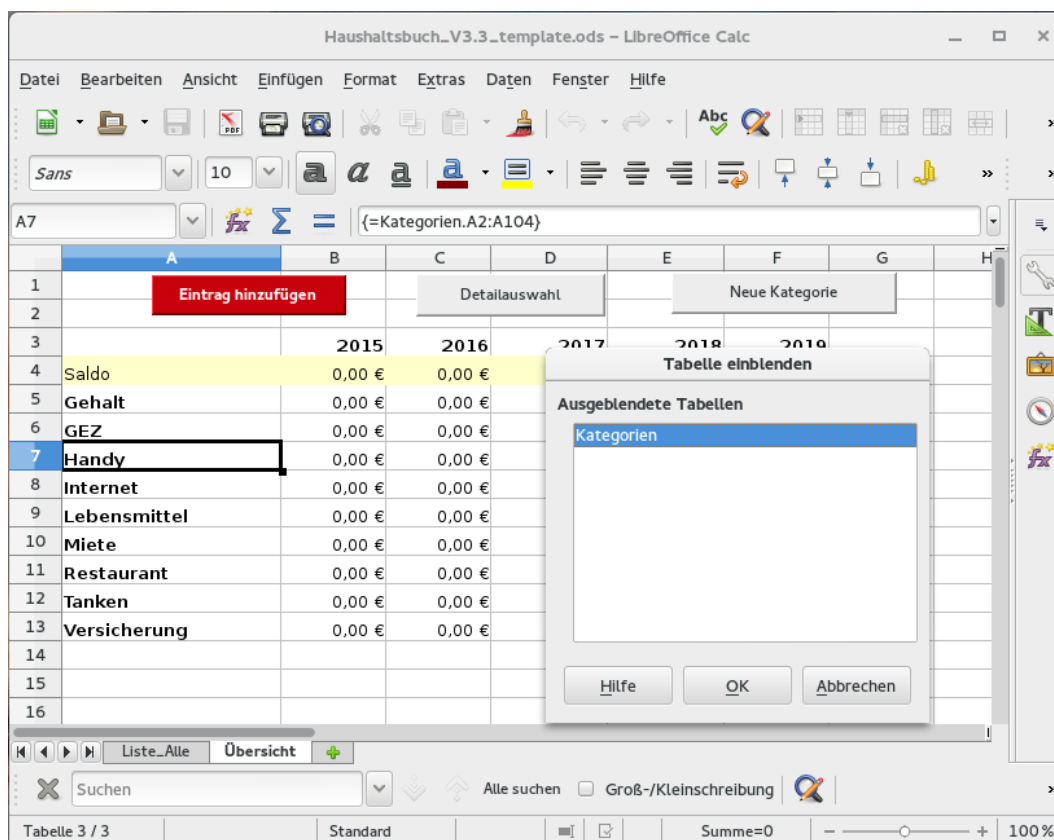 Haushaltsbuch_V3.3_template.ods – LibreOffice Calc
Datei Bearbeiten Ansicht Einfügen Format Extras Daten Fenster Hilfe
PDF Abc
Sans 10 a a a a
A7 fx Σ = {=Kategorien.A2:A104}
A B C D E F G H
1 Eintrag hinzufügen Detailauswahl Neue Kategorie
2
3 2015 2016 2017 2018 2019
4 Saldo 0,00 € 0,00 €
5 Gehalt 0,00 € 0,00 €
6 GEZ 0,00 € 0,00 €
7 Handy 0,00 € 0,00 €
8 Internet 0,00 € 0,00 €
9 Lebensmittel 0,00 € 0,00 €
10 Miete 0,00 € 0,00 €
11 Restaurant 0,00 € 0,00 €
12 Tanken 0,00 € 0,00 €
13 Versicherung 0,00 € 0,00 €
14
15
16
Tabelle einblenden
Ausgeblendete Tabellen
Kategorien
Hilfe OK Abbrechen
Liste_Alle Übersicht
Suchen Alle suchen Groß-/Kleinschreibung
Tabelle 3 / 3 Standard Summe=0 100%